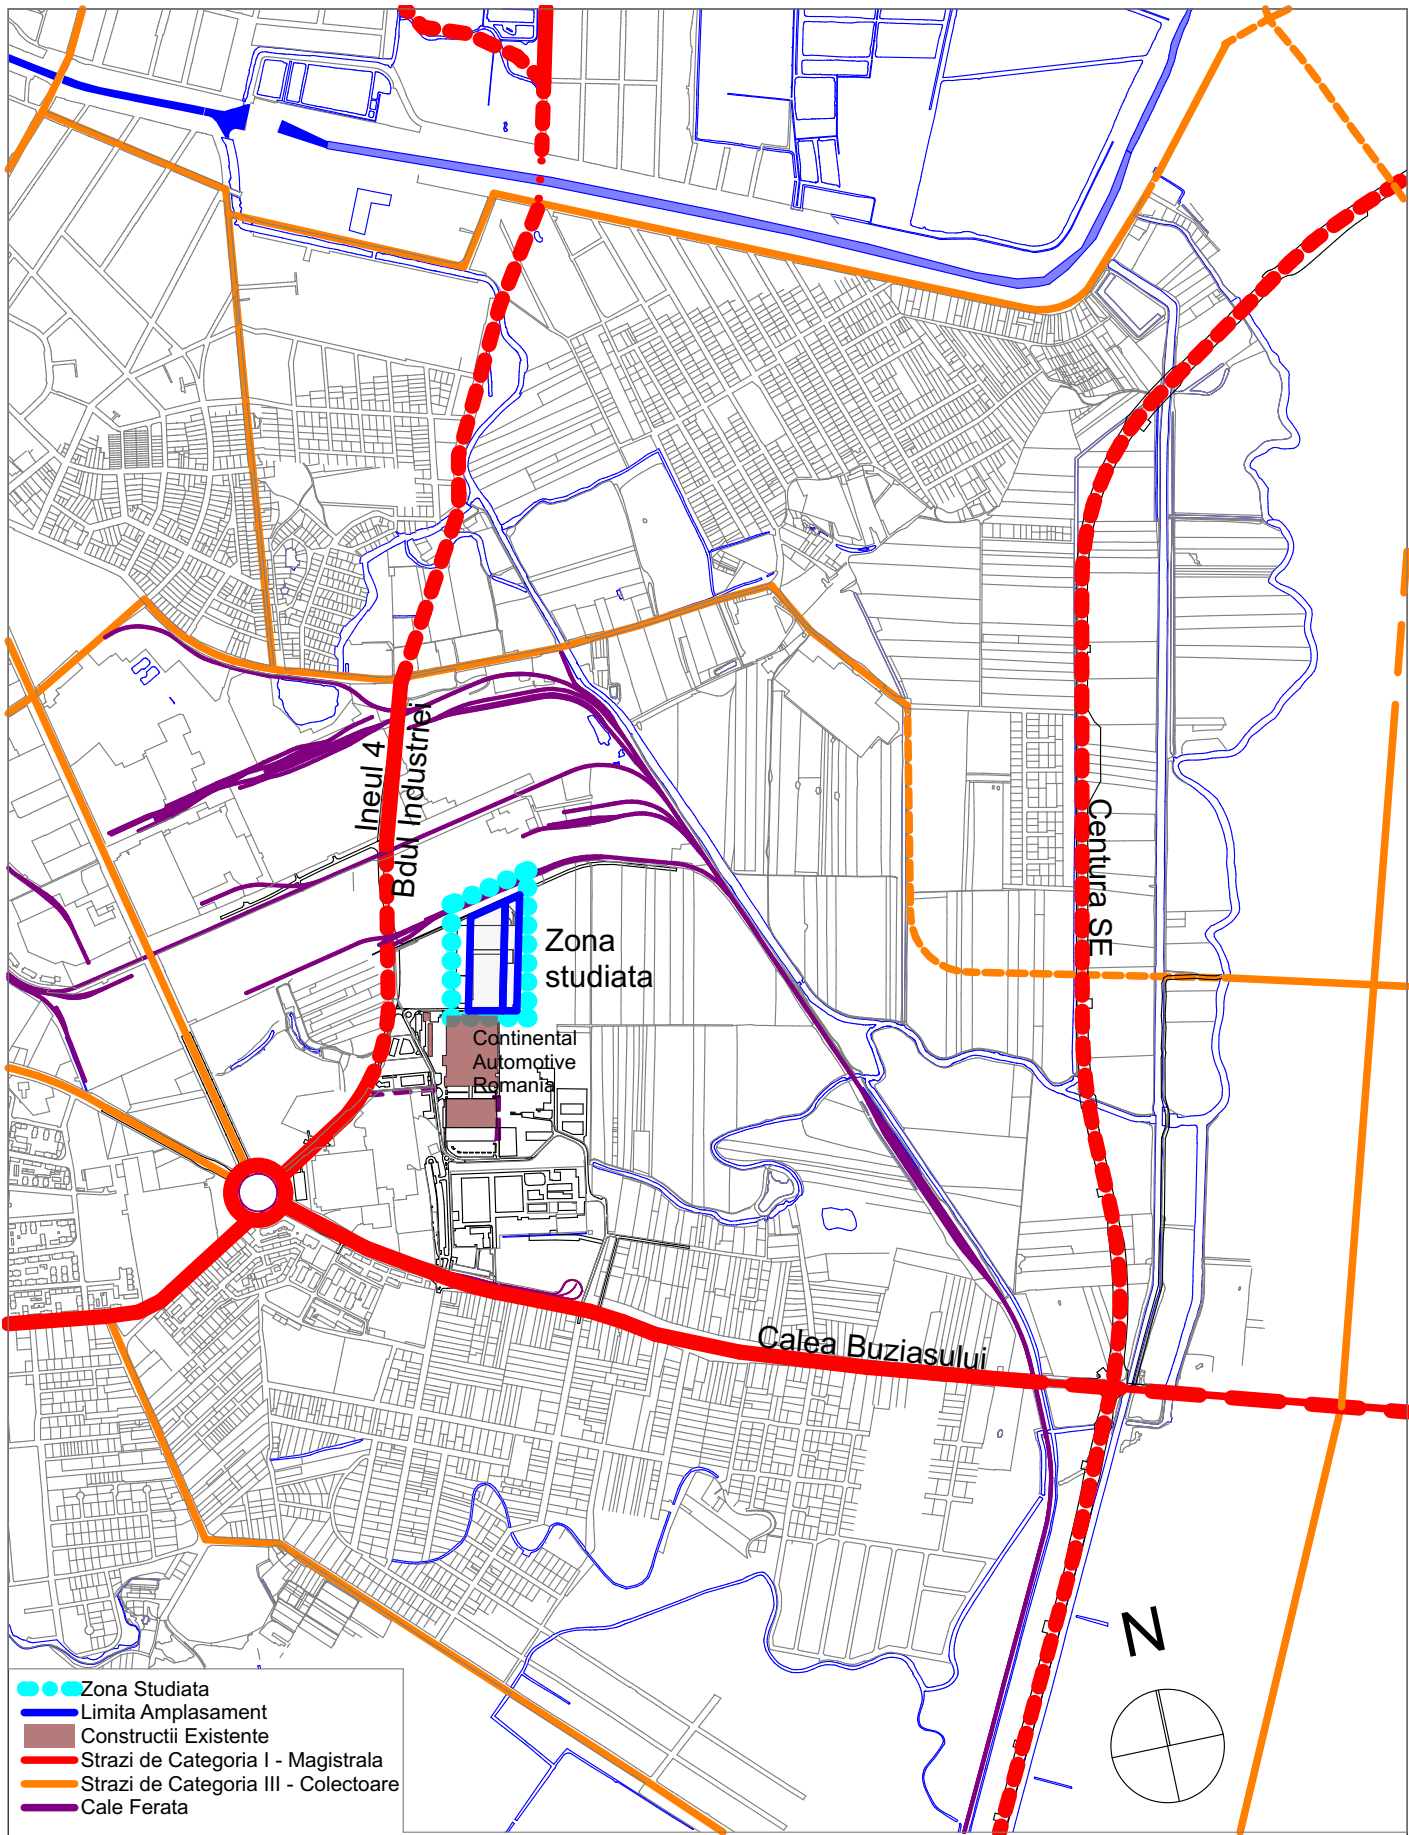 Ineul 4
Bdul Industriei
Centura SE
Zona
studiata
Continental
Automotive
Romania
Calea Buziasului
N
Zona Studiata
Limita Amplasament
Constructii Existente
Strazi de Categoria I - Magistrala
Strazi de Categoria III - Colectoare
Cale Ferata